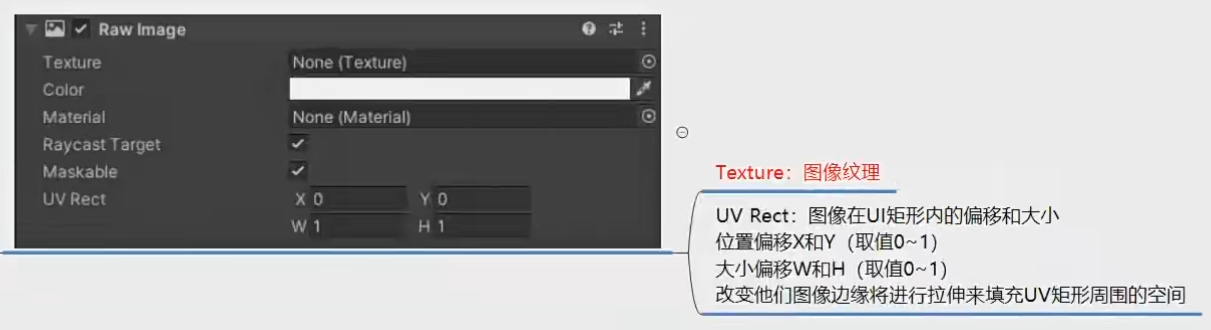 Raw Image
Texture None (Texture)
Color
Material None (Material)
Raycast Target
Maskable
UV Rect X 0 Y 0
W 1 H 1
Texture：图像纹理
UV Rect：图像在UI矩形内的偏移和大小
位置偏移X和Y（取值0~1）
大小偏移W和H（取值0~1）
改变他们图像边缘将进行拉伸来填充UV矩形周围的空间